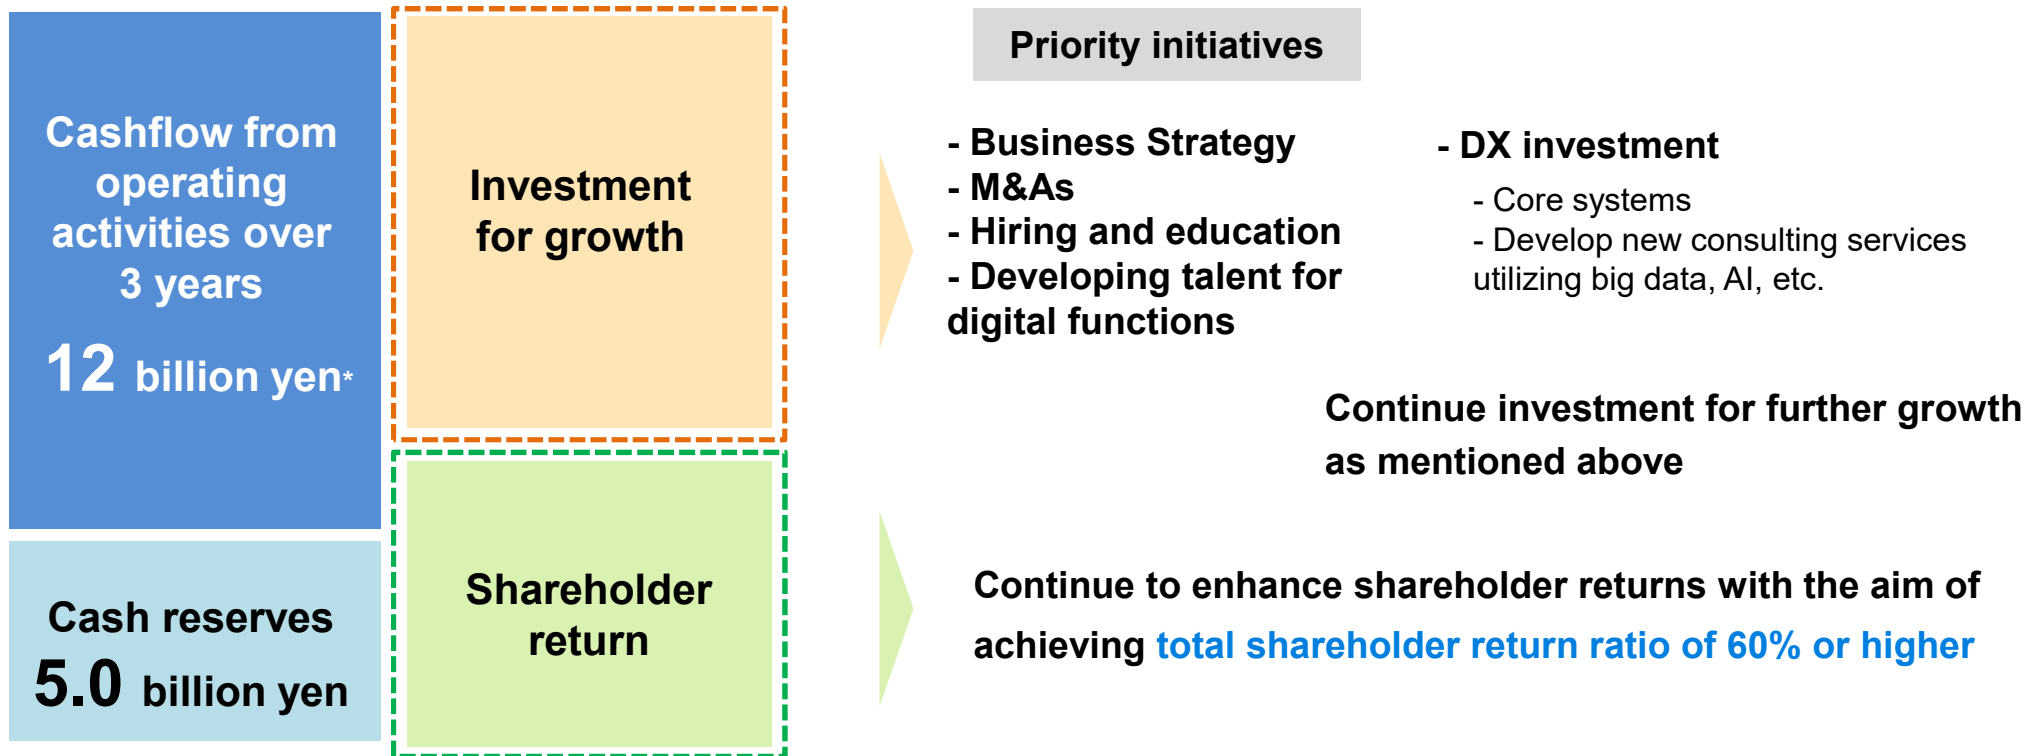 Cashflow from
operating
activities over
3 years
12 billion yen*
Cash reserves
5.0 billion yen
Investment
for growth
Shareholder
return
Priority initiatives
- Business Strategy
- M&As
- Hiring and education
- Developing talent for
digital functions
- DX investment
- Core systems
- Develop new consulting services
utilizing big data, AI, etc.
Continue investment for further growth
as mentioned above
Continue to enhance shareholder returns with the aim of
achieving total shareholder return ratio of 60% or higher